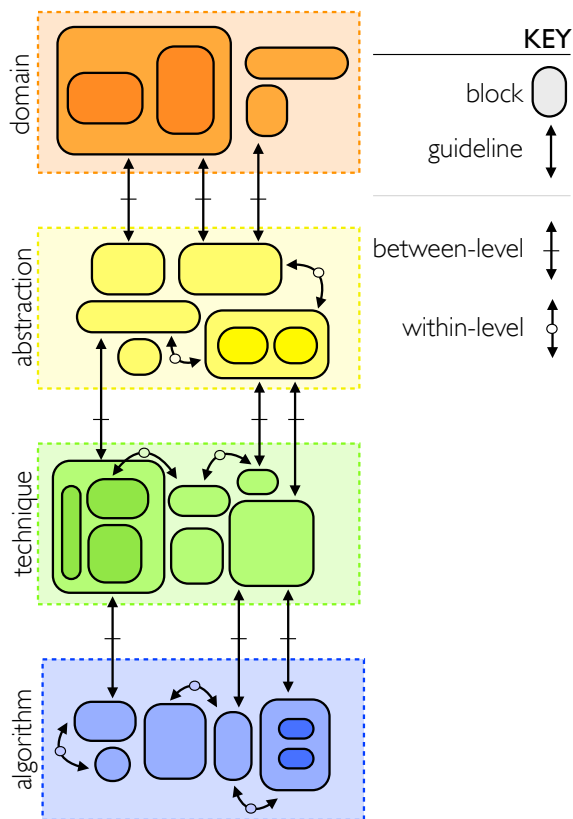 domain
KEY
block
guideline
between-level
within-level
abstraction
technique
algorithm